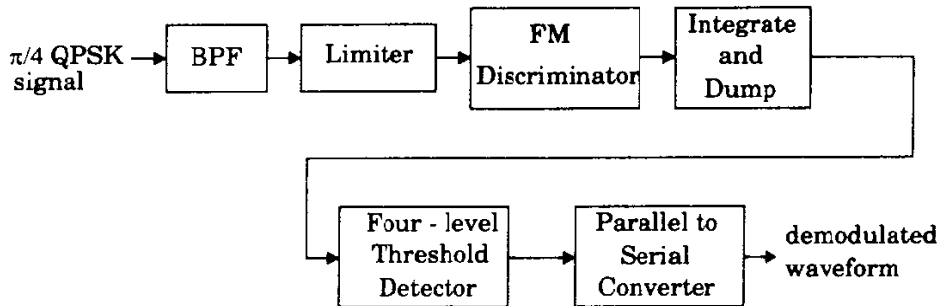 π/4 QPSK
signal
BPF
Limiter
FM
Discriminator
Integrate
and
Dump
Four - level
Threshold
Detector
Parallel to
Serial
Converter
demodulated
waveform